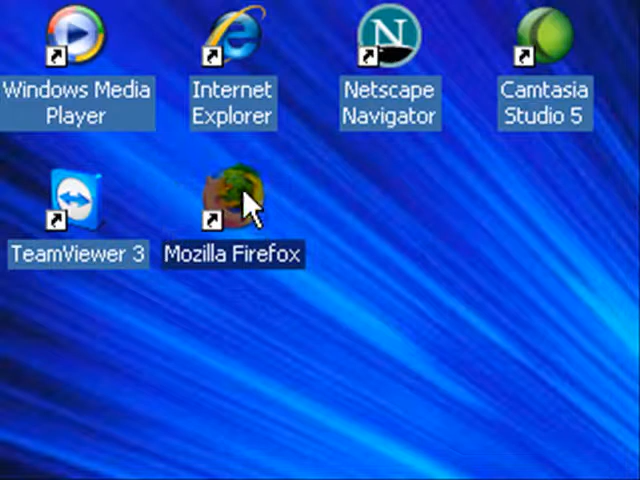 Windows Media
Player
Internet
Explorer
N
Netscape
Navigator
Camtasia
Studio 5
TeamViewer 3
Mozilla Firefox